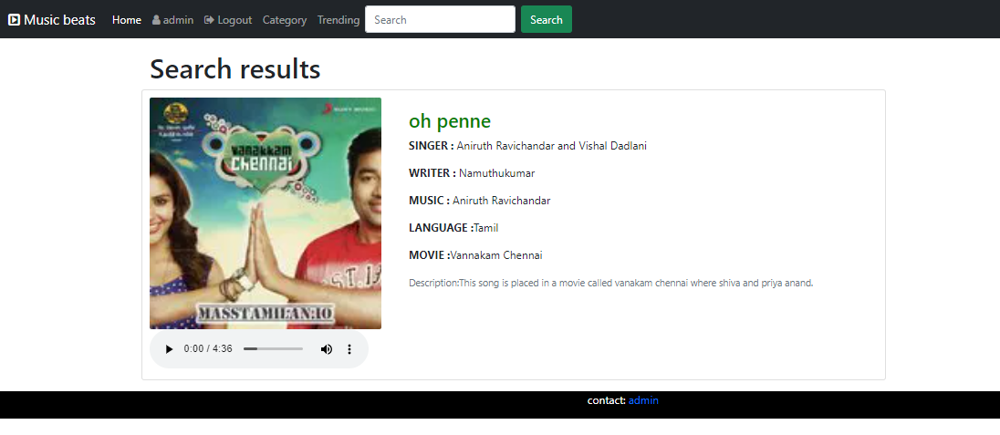 Music beats Home admin Logout Category Trending Search Search
Search results
SONY MUSIC
vanakkam
chennai
MASSTAMILAN.IO
0:00 / 4:36
oh penne
SINGER : Aniruth Ravichandar and Vishal Dadlani
WRITER : Namuthukumar
MUSIC : Aniruth Ravichandar
LANGUAGE :Tamil
MOVIE :Vannakam Chennai
Description:This song is placed in a movie called vanakam chennai where shiva and priya anand.
contact: admin